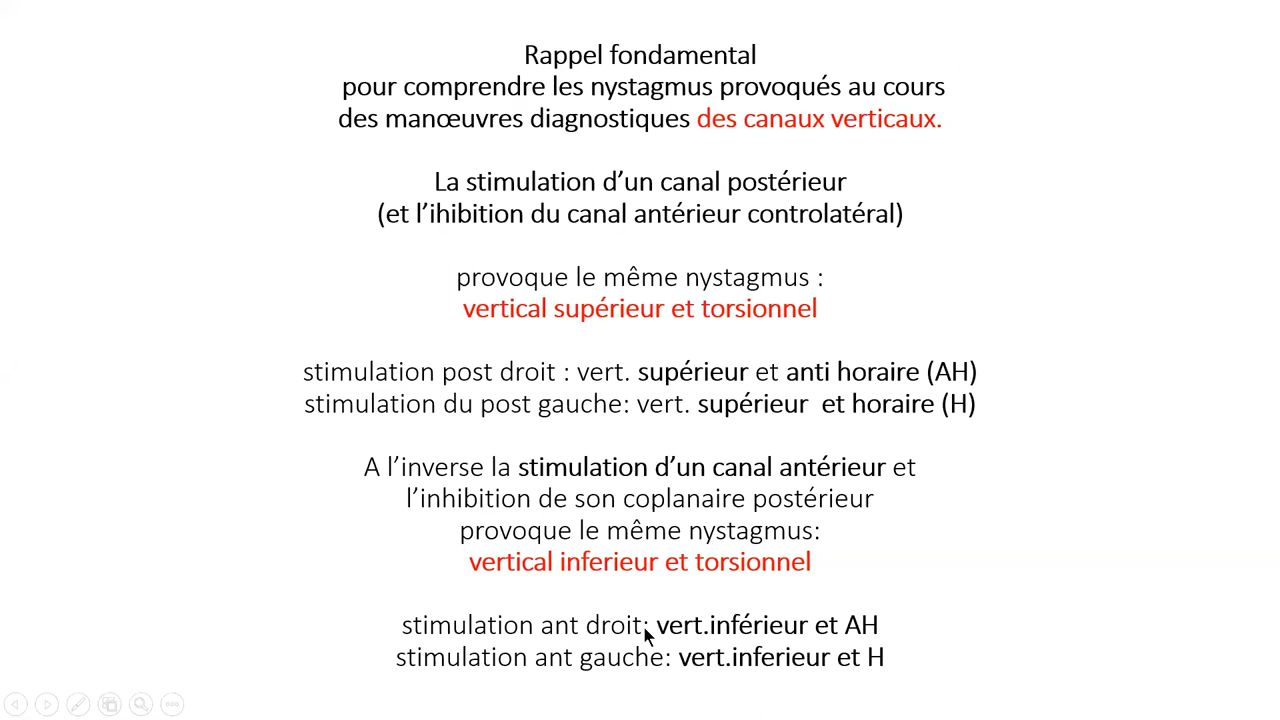 Rappel fondamental
pour comprendre les nystagmus provoqués au cours
des manœuvres diagnostiques des canaux verticaux.
La stimulation d’un canal postérieur
(et l’ihibition du canal antérieur controlatéral)
provoque le même nystagmus :
vertical supérieur et torsionnel
stimulation post droit : vert. supérieur et anti horaire (AH)
stimulation du post gauche: vert. supérieur  et horaire (H)
A l’inverse la stimulation d’un canal antérieur et
l’inhibition de son coplanaire postérieur
provoque le même nystagmus:
vertical inferieur et torsionnel
stimulation ant droit: vert.inférieur et AH
stimulation ant gauche: vert.inferieur et H